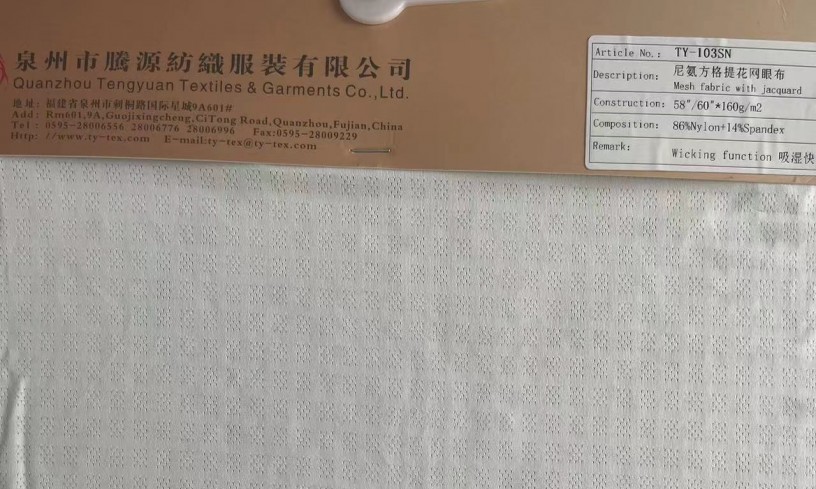 泉州市騰源紡織服裝有限公司
Quanzhou Tengyuan Textiles & Garments Co.,Ltd.
地址: 福建省泉州市刺桐路国际星城9A601#
Add: Rm601,9A,Guojixingcheng,CiTong Road,Quanzhou,Fujian,China
Tel: 0595-28006556 28006776 28006996 Fax:0595-28009229
Http: //www.ty-tex.com E-mail:ty-tex@ty-tex.com
Article No.: TY-103SN
Description: 尼氨方格提花网眼布
Mesh fabric with jacquard
Construction: 58"/60"*160g/m2
Composition: 86%Nylon+14%Spandex
Remark: Wicking function 吸湿快